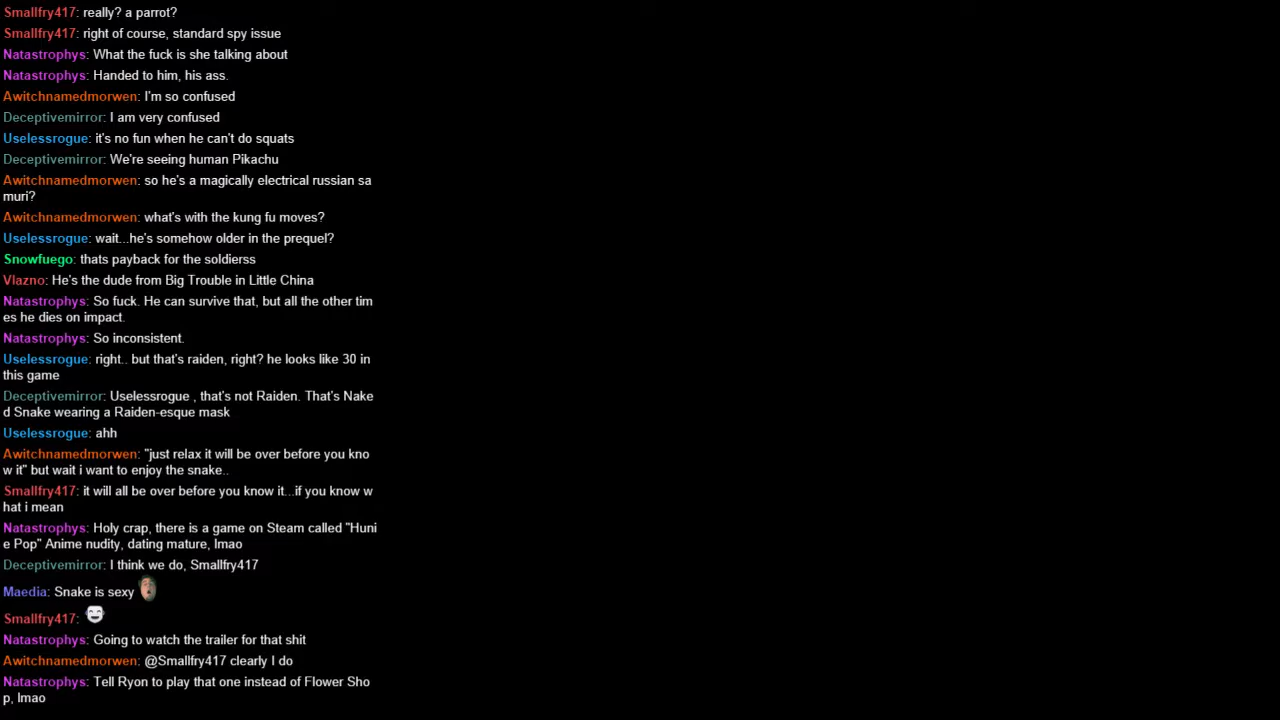 Smallfry417: really? a parrot?
Smallfry417: right of course, standard spy issue
Natastrophys: What the fuck is she talking about
Natastrophys: Handed to him, his ass.
Awitchnamedmorwen: I'm so confused
Deceptivemirror: I am very confused
Uselessrogue: it's no fun when he can't do squats
Deceptivemirror: We're seeing human Pikachu
Awitchnamedmorwen: so he's a magically electrical russian sa
muri?
Awitchnamedmorwen: what's with the kung fu moves?
Uselessrogue: wait...he's somehow older in the prequel?
Snowfuego: thats payback for the soldierss
Vlazno: He's the dude from Big Trouble in Little China
Natastrophys: So fuck. He can survive that, but all the other tim
es he dies on impact.
Natastrophys: So inconsistent.
Uselessrogue: right.. but that's raiden, right? he looks like 30 in
this game
Deceptivemirror: Uselessrogue , that's not Raiden. That's Nake
d Snake wearing a Raiden-esque mask
Uselessrogue: ahh
Awitchnamedmorwen: "just relax it will be over before you kno
w it" but wait i want to enjoy the snake..
Smallfry417: it will all be over before you know it...if you know w
hat i mean
Natastrophys: Holy crap, there is a game on Steam called "Huni
e Pop" Anime nudity, dating mature, lmao
Deceptivemirror: I think we do, Smallfry417
Maedia: Snake is sexy
Smallfry417:
Natastrophys: Going to watch the trailer for that shit
Awitchnamedmorwen: @Smallfry417 clearly I do
Natastrophys: Tell Ryon to play that one instead of Flower Sho
p, lmao